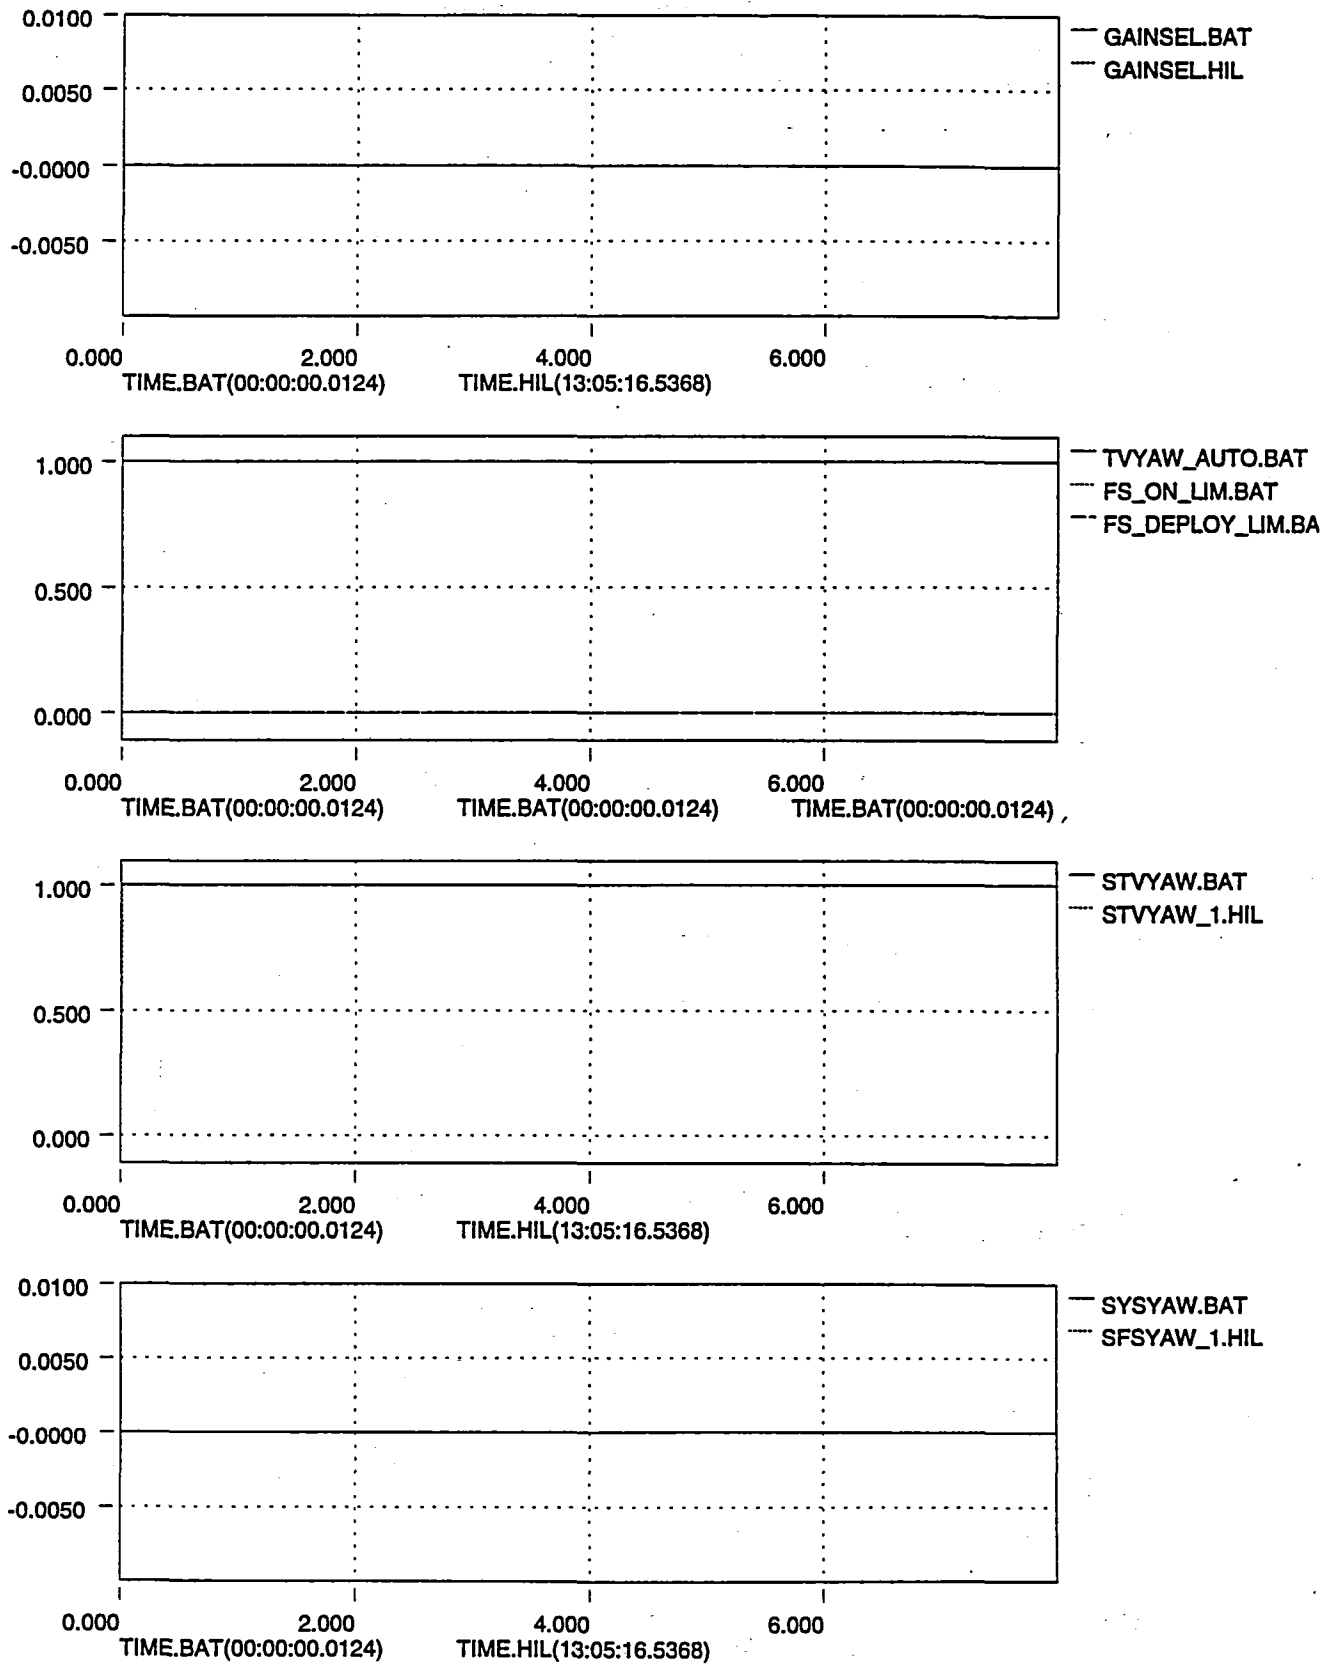 0.0100
GAINSEL.BAT
GAINSEL.HIL
0.0050
-0.0000
-0.0050
0.000 2.000 4.000 6.000
TIME.BAT(00:00:00.0124) TIME.HIL(13:05:16.5368)
1.000
TVYAW_AUTO.BAT
FS_ON_LIM.BAT
FS_DEPLOY_LIM.BA
0.500
0.000
0.000 2.000 4.000 6.000
TIME.BAT(00:00:00.0124) TIME.BAT(00:00:00.0124) TIME.BAT(00:00:00.0124)
1.000
STVYAW.BAT
STVYAW_1.HIL
0.500
0.000
0.000 2.000 4.000 6.000
TIME.BAT(00:00:00.0124) TIME.HIL(13:05:16.5368)
0.0100
SYSYAW.BAT
SFSYAW_1.HIL
0.0050
-0.0000
-0.0050
0.000 2.000 4.000 6.000
TIME.BAT(00:00:00.0124) TIME.HIL(13:05:16.5368)